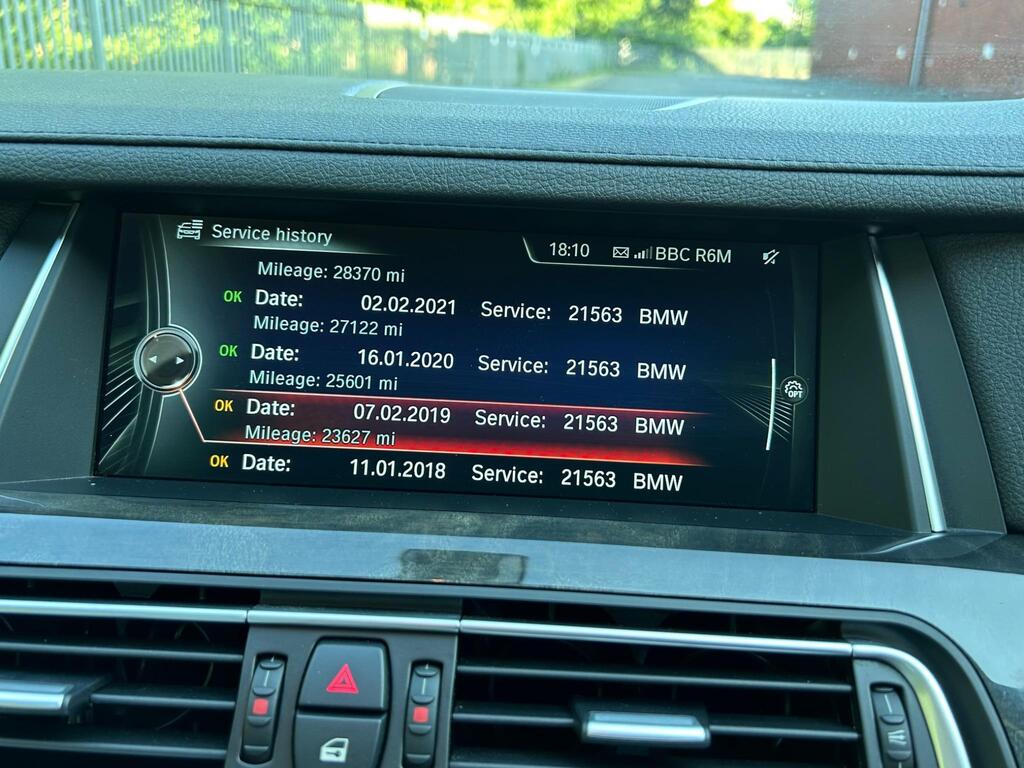 Service history 18:10 BBC R6M
Mileage: 28370 mi
OK Date: 02.02.2021 Service: 21563 BMW
Mileage: 27122 mi
OK Date: 16.01.2020 Service: 21563 BMW
Mileage: 25601 mi
OK Date: 07.02.2019 Service: 21563 BMW
Mileage: 23627 mi
OK Date: 11.01.2018 Service: 21563 BMW
OPT